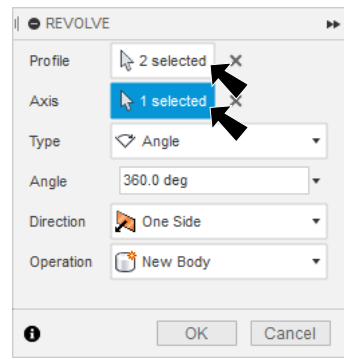 REVOLVE
Profile 2 selected
Axis 1 selected
Type Angle
Angle 360.0 deg
Direction One Side
Operation New Body
OK Cancel